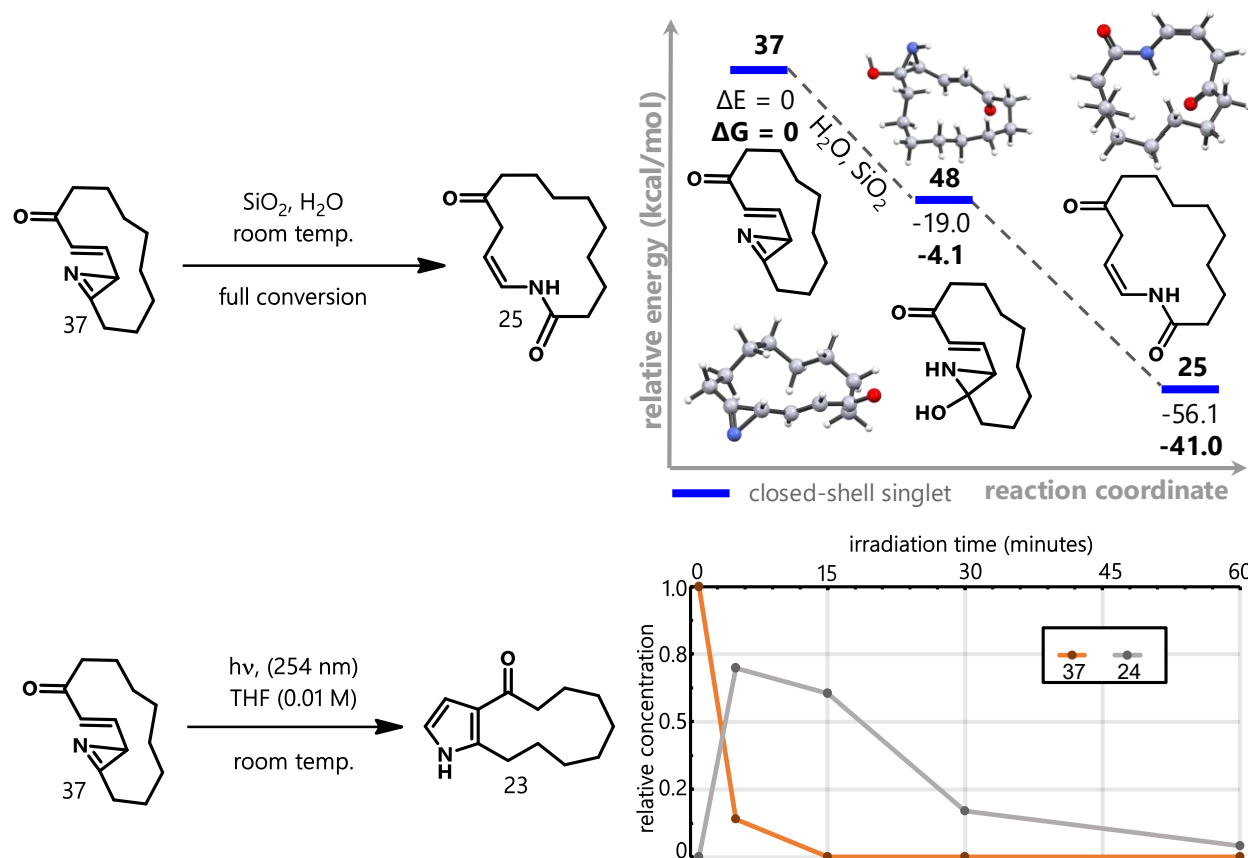 O
N
37
SiO₂, H₂O
room temp.
full conversion
O
NH
O
25
relative energy (kcal/mol)
37
ΔE = 0
ΔG = 0
H₂O, SiO₂
O
N
48
-19.0
-4.1
O
HN
HO
O
NH
O
25
-56.1
-41.0
closed-shell singlet
reaction coordinate
O
N
37
hν, (254 nm)
THF (0.01 M)
room temp.
O
N
H
23
irradiation time (minutes)
0 15 30 45 60
relative concentration
1.0
0.8
0.5
0.2
0
37 24